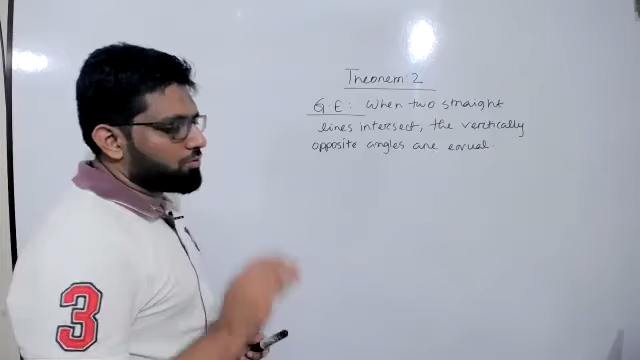 Theorem: 2
G.E: When two straight
lines intersect, the vertically
opposite angles are equal.
3